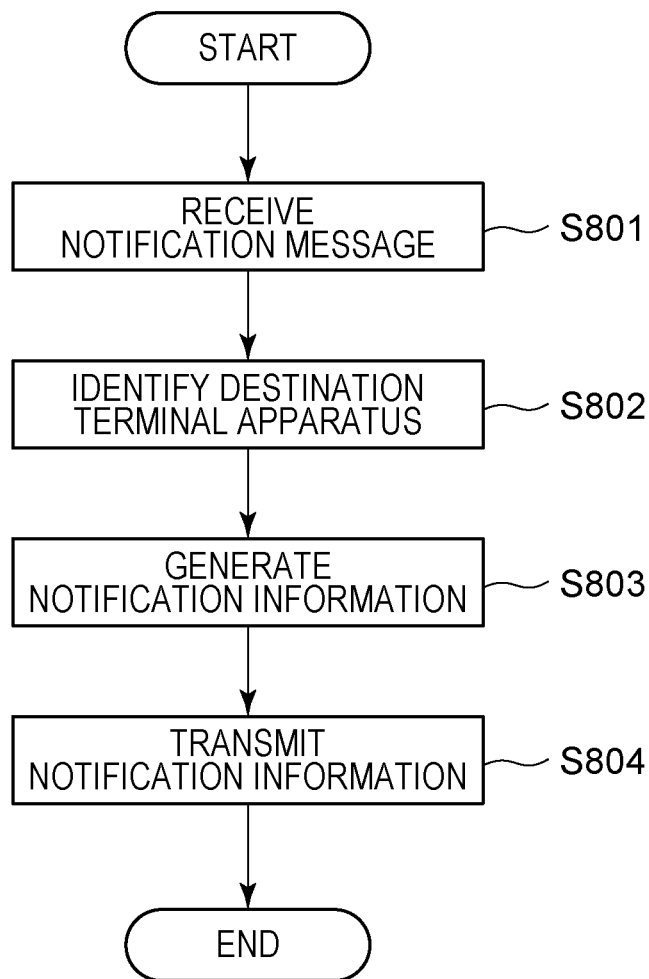 START
RECEIVE
NOTIFICATION MESSAGE
S801
IDENTIFY DESTINATION
TERMINAL APPARATUS
S802
GENERATE
NOTIFICATION INFORMATION
S803
TRANSMIT
NOTIFICATION INFORMATION
S804
END